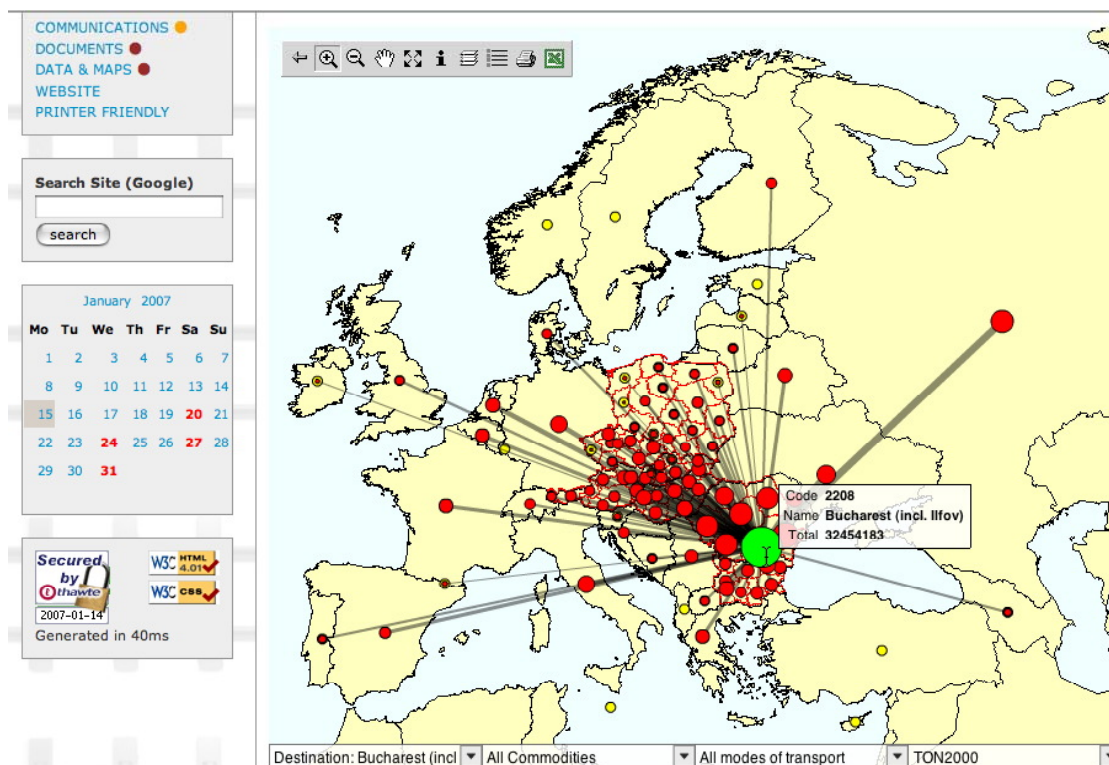 COMMUNICATIONS
DOCUMENTS
DATA & MAPS
WEBSITE
PRINTER FRIENDLY
Search Site (Google)
search
January 2007
Mo Tu We Th Fr Sa Su
1 2 3 4 5 6 7
8 9 10 11 12 13 14
15 16 17 18 19 20 21
22 23 24 25 26 27 28
29 30 31
Secured
by
thawte
2007-01-14
W3C HTML 4.01
W3C CSS
Generated in 40ms
i
Code 2208
Name Bucharest (incl. Ilfov)
Total 32454183
Destination: Bucharest (incl
All Commodities
All modes of transport
TON2000